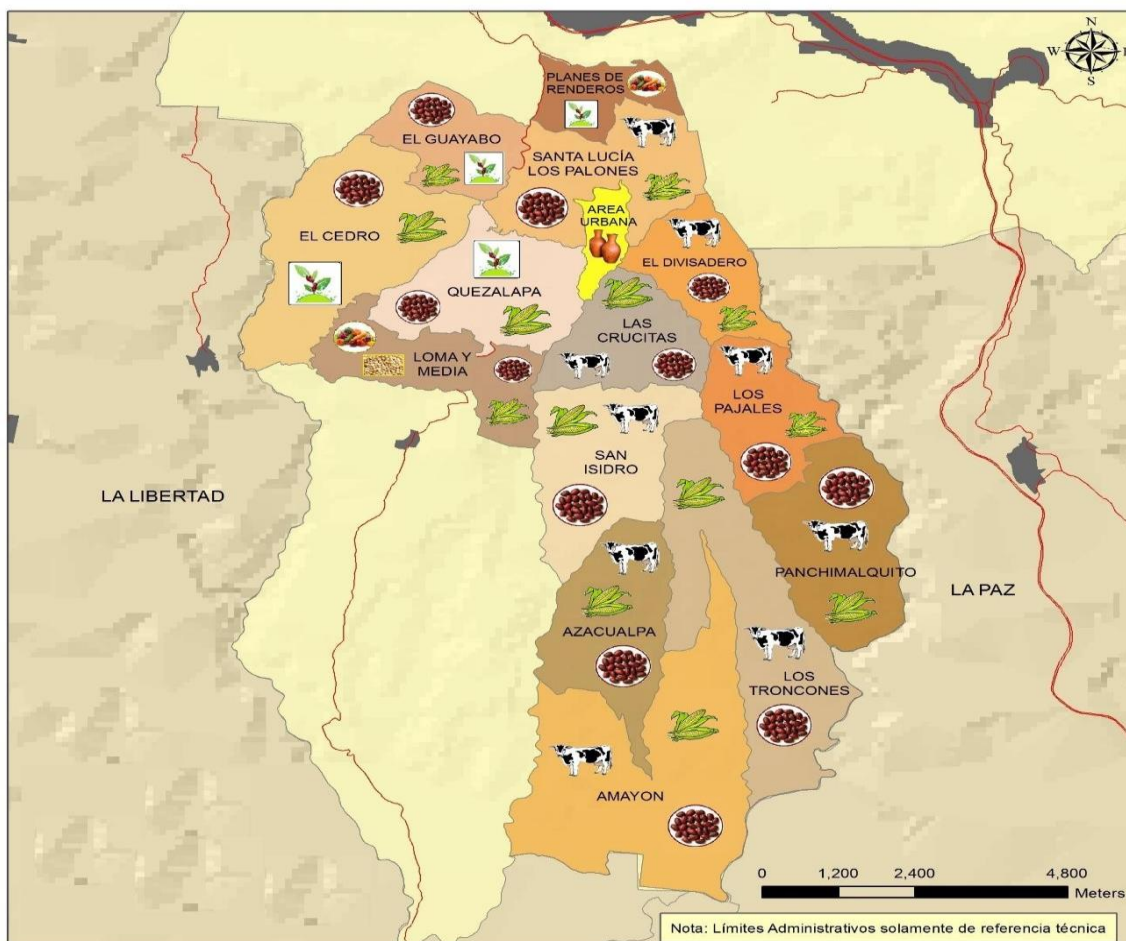 N
W
E
S
PLANES DE
RENDEROS
EL GUAYABO
SANTA LUCÍA
LOS PALONES
AREA
URBANA
EL CEDRO
EL DIVISADERO
QUEZALAPA
LAS
CRUCITAS
LOMA Y
MEDIA
LOS
PAJALES
SAN
ISIDRO
LA LIBERTAD
PANCHIMALQUITO
LA PAZ
AZACUALPA
LOS
TRONCONES
AMAYON
0 1,200 2,400 4,800
Meters
Nota: Límites Administrativos solamente de referencia técnica